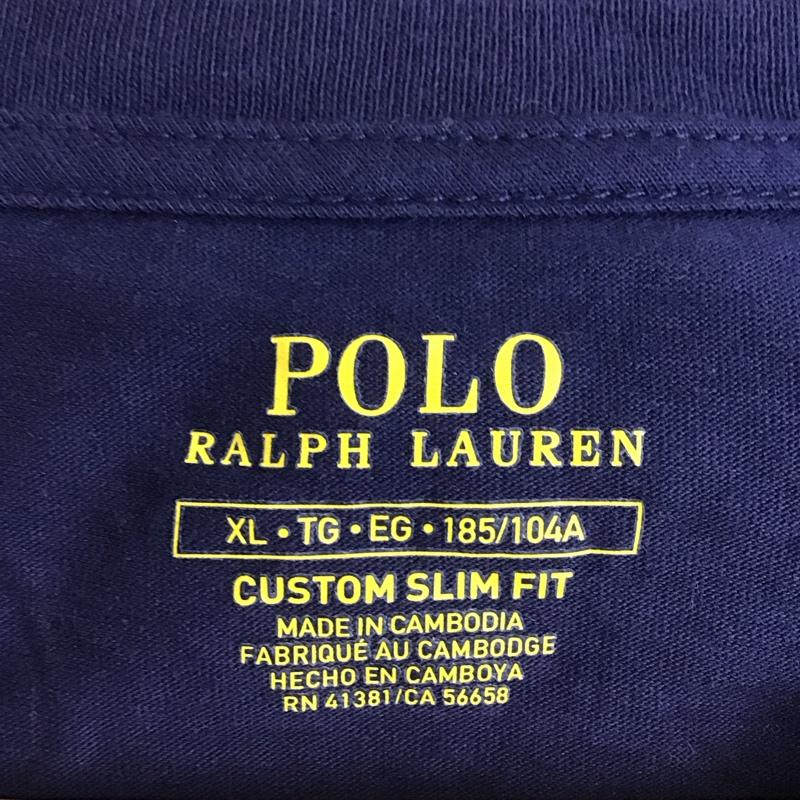 POLO
RALPH LAUREN
XL • TG • EG • 185/104A
CUSTOM SLIM FIT
MADE IN CAMBODIA
FABRIQUÉ AU CAMBODGE
HECHO EN CAMBOYA
RN 41381/CA 56658